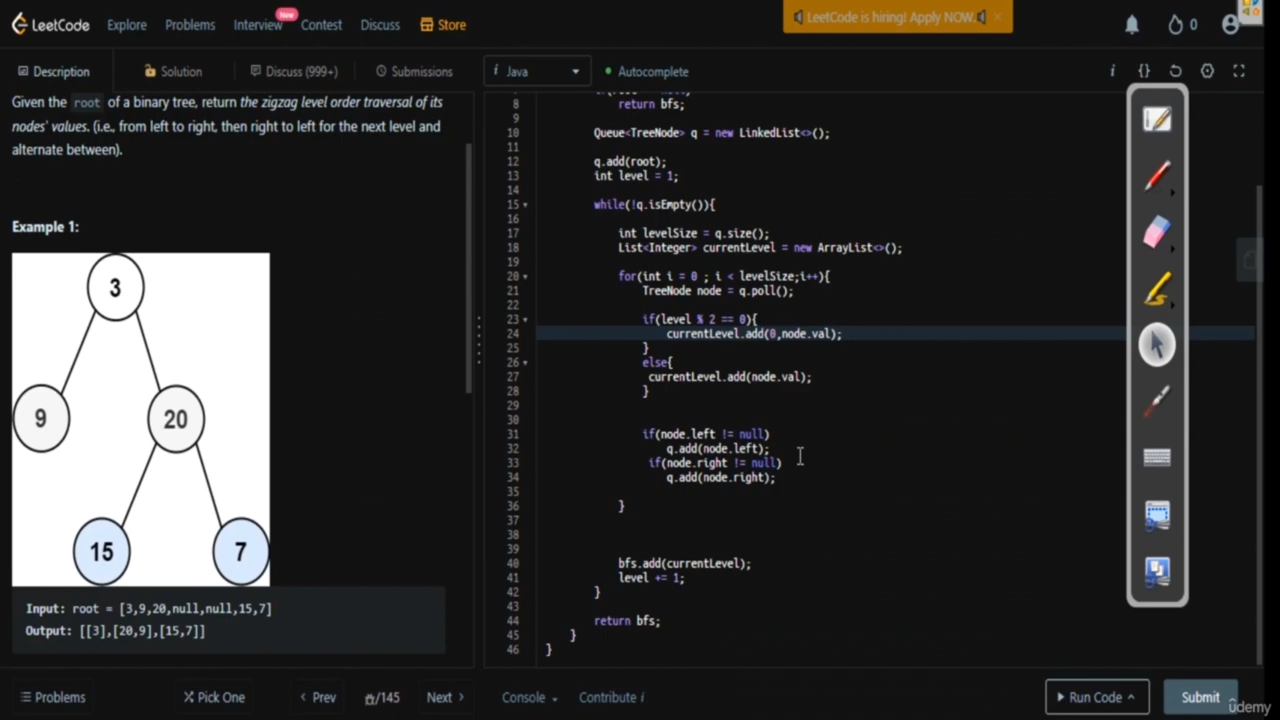 LeetCode Explore Problems Interview New Contest Discuss Store LeetCode is hiring! Apply NOW. 0
Description Solution Discuss (999+) Submissions i Java Autocomplete
Given the root of a binary tree, return the zigzag level order traversal of its
nodes' values. (i.e., from left to right, then right to left for the next level and
alternate between).
Example 1:
3
9
20
15
7
Input: root = [3,9,20,null,null,15,7]
Output: [[3],[20,9],[15,7]]
8 return bfs;
9
10 Queue<TreeNode> q = new LinkedList<>();
11
12 q.add(root);
13 int level = 1;
14
15 while(!q.isEmpty()){
16
17 int levelSize = q.size();
18 List<Integer> currentLevel = new ArrayList<>();
19
20 for(int i = 0 ; i < levelSize;i++){
21 TreeNode node = q.poll();
22
23 if(level % 2 == 0){
24 currentLevel.add(0,node.val);
25 }
26 else{
27 currentLevel.add(node.val);
28 }
29
30
31 if(node.left != null)
32 q.add(node.left);
33 if(node.right != null)
34 q.add(node.right);
35
36 }
37
38
39
40 bfs.add(currentLevel);
41 level += 1;
42 }
43
44 return bfs;
45 }
46 }
Problems Pick One Prev /145 Next Console Contribute i Run Code Submit
udemy